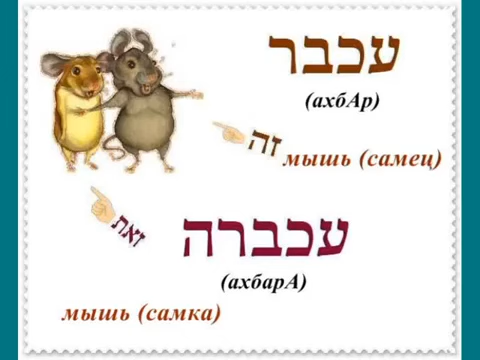 עכבר
(ахбАр)
זה
мышь (самец)
זאת
עכברה
(ахбарА)
мышь (самка)